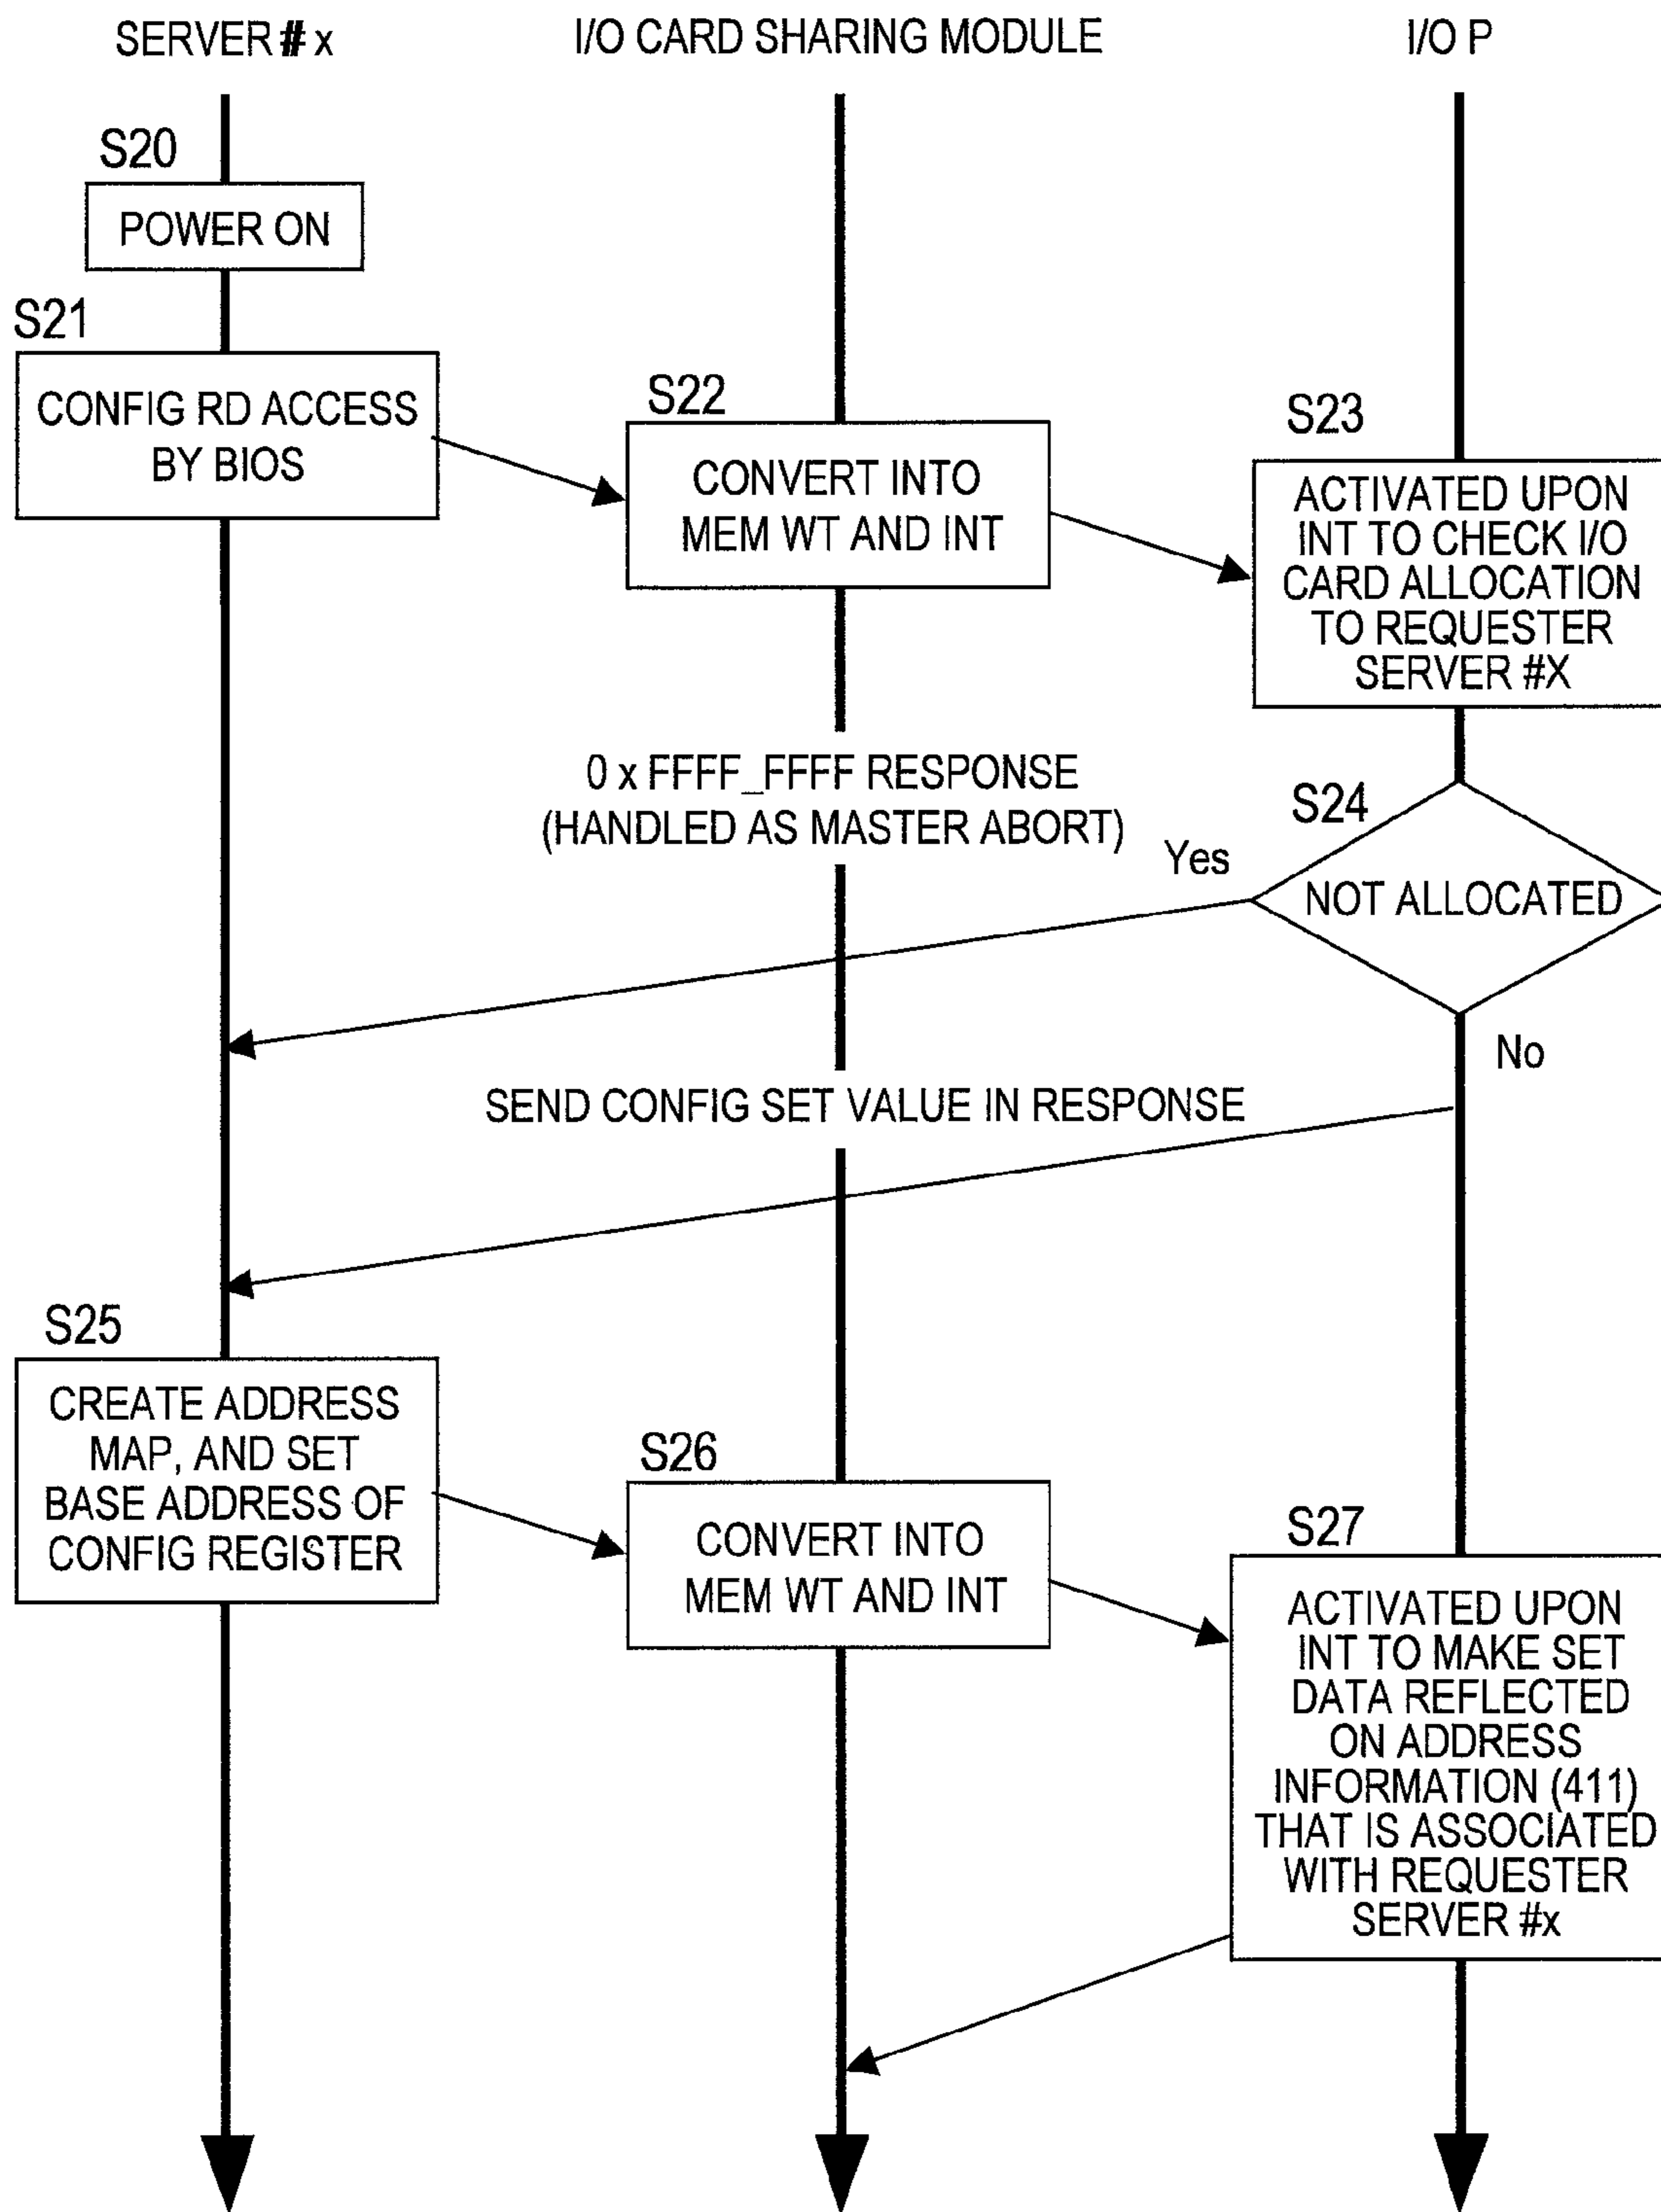 SERVER # x
I/O CARD SHARING MODULE
I/O P
S20
POWER ON
S21
CONFIG RD ACCESS
BY BIOS
S22
CONVERT INTO
MEM WT AND INT
S23
ACTIVATED UPON
INT TO CHECK I/O
CARD ALLOCATION
TO REQUESTER
SERVER #X
0 x FFFF_FFFF RESPONSE
(HANDLED AS MASTER ABORT)
S24
Yes
NOT ALLOCATED
No
SEND CONFIG SET VALUE IN RESPONSE
S25
CREATE ADDRESS
MAP, AND SET
BASE ADDRESS OF
CONFIG REGISTER
S26
CONVERT INTO
MEM WT AND INT
S27
ACTIVATED UPON
INT TO MAKE SET
DATA REFLECTED
ON ADDRESS
INFORMATION (411)
THAT IS ASSOCIATED
WITH REQUESTER
SERVER #x